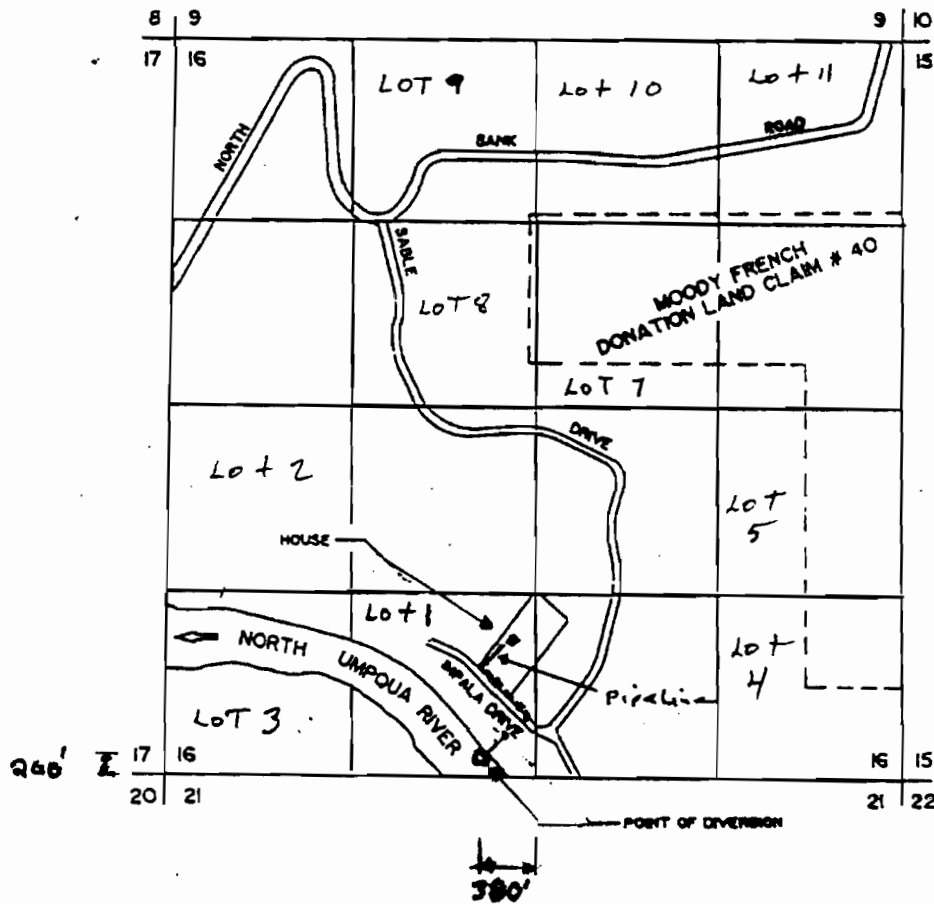 8 | 9
9 | 10
17 | 16
15
LOT 9
Lot 10
Lot 11
NORTH
BANK
ROAD
SABLE
LOT 8
MOODY FRENCH
DONATION LAND CLAIM # 40
LOT 7
DRIVE
Lot 2
LOT
5
HOUSE
Lot 1
NORTH UMPQUA RIVER
IMPALA DRIVE
Lot
4
Pipeline
LOT 3
17 | 16
16 | 15
20 | 21
21 | 22
POINT OF DIVERSION